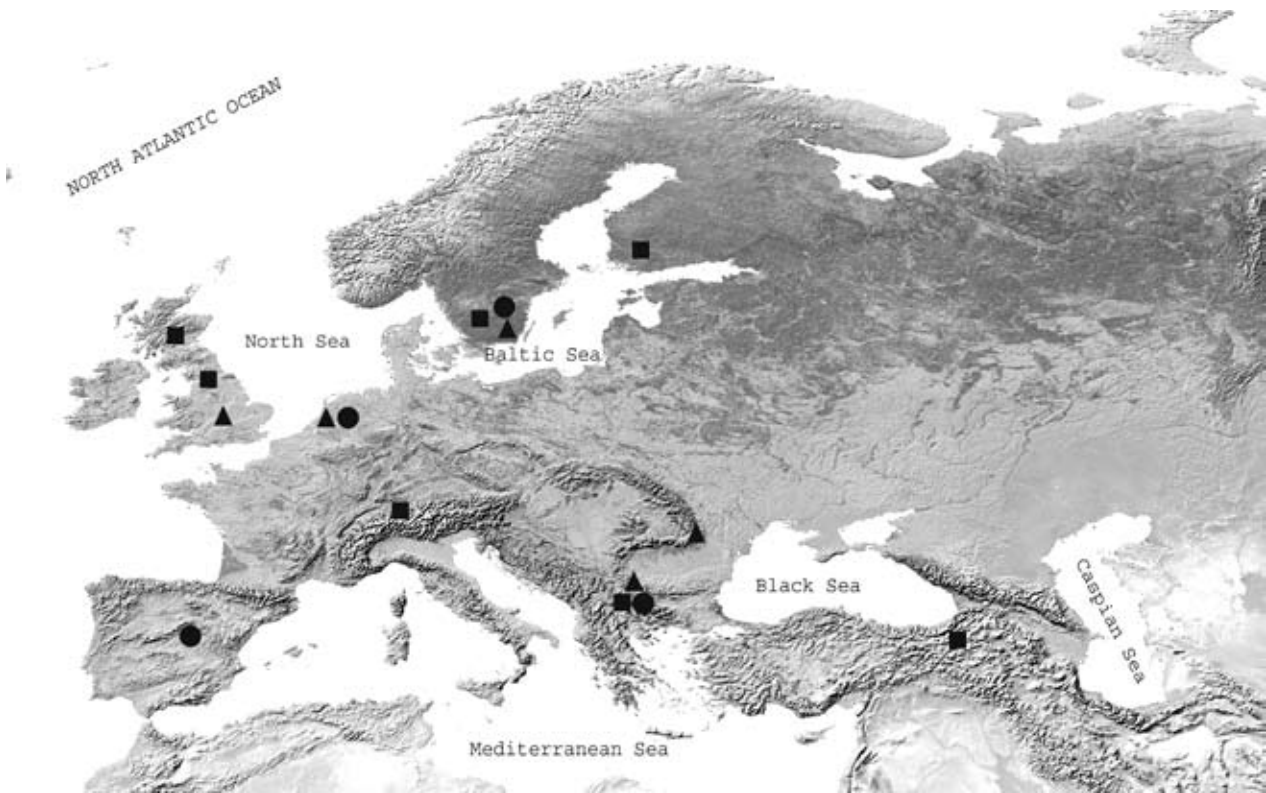 NORTH ATLANTIC OCEAN
North Sea
Baltic Sea
Black Sea
Caspian Sea
Mediterranean Sea